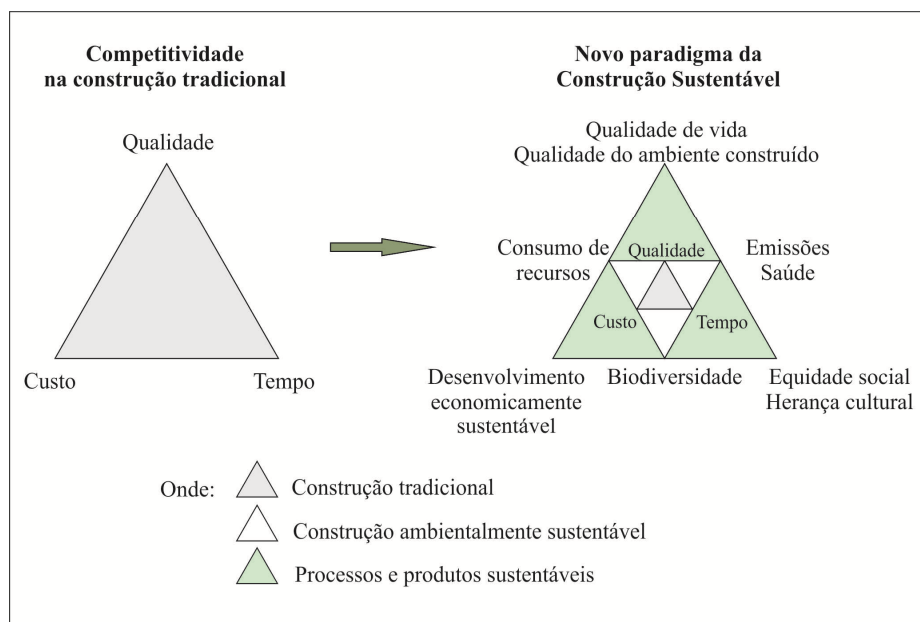 Competitividade
na construção tradicional
Qualidade
Custo
Tempo
Novo paradigma da
Construção Sustentável
Qualidade de vida
Qualidade do ambiente construído
Consumo de
recursos
Qualidade
Emissões
Saúde
Custo
Tempo
Desenvolvimento
economicamente
sustentável
Biodiversidade
Equidade social
Herança cultural
Onde:
Construção tradicional
Construção ambientalmente sustentável
Processos e produtos sustentáveis